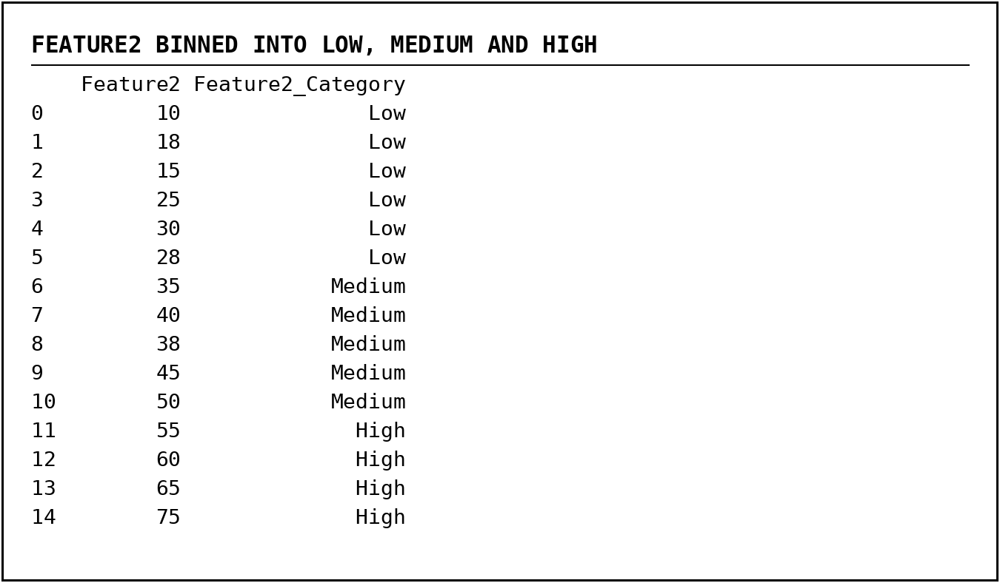 FEATURE2 BINNED INTO LOW, MEDIUM AND HIGH
    Feature2 Feature2_Category
0         10               Low
1         18               Low
2         15               Low
3         25               Low
4         30               Low
5         28               Low
6         35            Medium
7         40            Medium
8         38            Medium
9         45            Medium
10        50            Medium
11        55              High
12        60              High
13        65              High
14        75              High